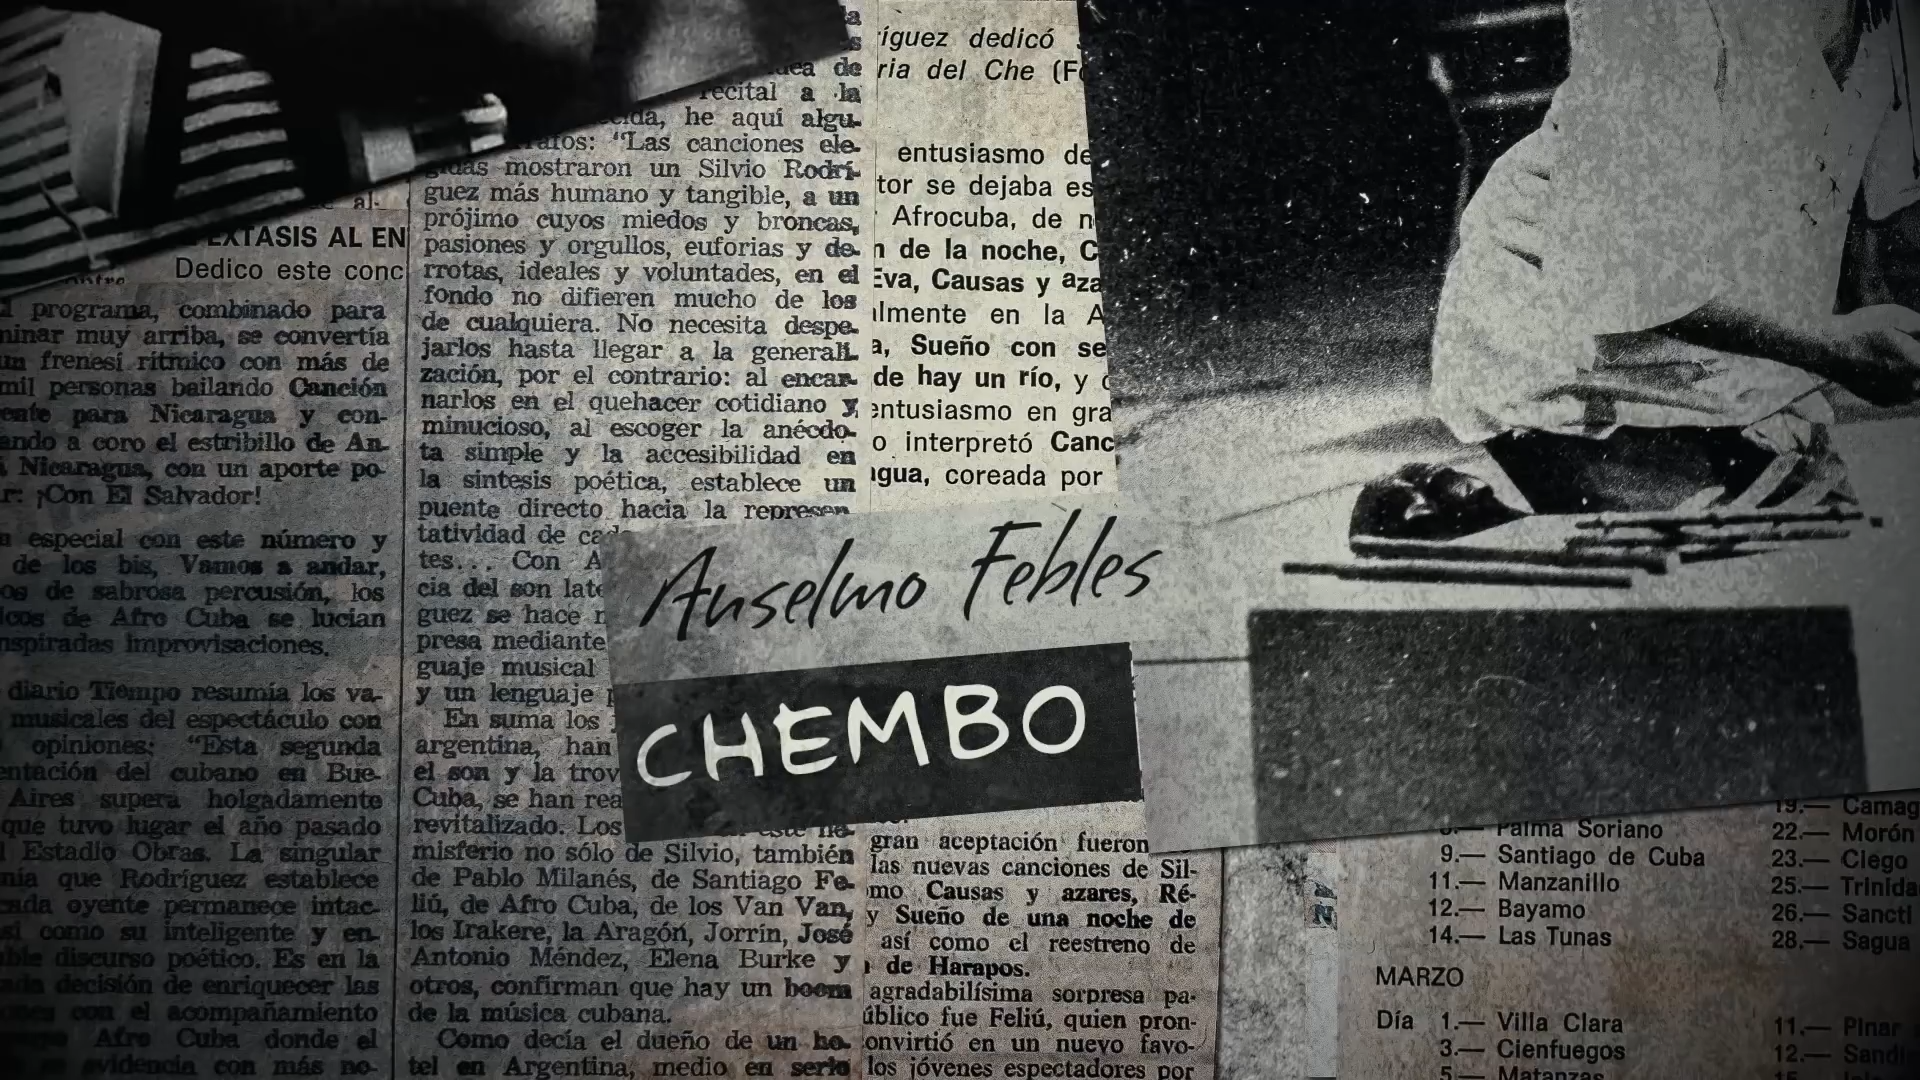 ÉXTASIS AL EN
Dedico este conc
programa, combinado para
minar muy arriba, se convertía
un frenesí rítmico con más de
mil personas bailando Canción
para Nicaragua y con-
ando a coro el estribillo de An-
Nicaragua, con un aporte po-
r: ¡Con El Salvador!
especial con este número y
de los bis, Vamos a andar,
os de sabrosa percusión, los
icos de Afro Cuba se lucían
nspiradas improvisaciones.
diario Tiempo resumía los va-
musicales del espectáculo con
opiniones: "Esta segunda
entación del cubano en Bue-
Aires supera holgadamente
que tuvo lugar el año pasado
l Estadio Obras. La singular
nía que Rodríguez establece
cada oyente permanece intac-
sí como su inteligente y en-
ble discurso poético. Es en la
decisión de enriquecer las
con el acompañamiento
Afro Cuba donde el
evidencia con más no-
dea de
recital a la
he aquí algu-
"Las canciones ele-
gidas mostraron un Silvio Rodrí-
guez más humano y tangible, a un
prójimo cuyos miedos y broncas,
pasiones y orgullos, euforias y de-
rrotas, ideales y voluntades, en el
fondo no difieren mucho de los
de cualquiera. No necesita despe-
jarlos hasta llegar a la generali-
zación, por el contrario: al encar-
narlos en el quehacer cotidiano y
minucioso, al escoger la anécdo-
ta simple y la accesibilidad en
la síntesis poética, establece un
puente directo hacia la represen
tatividad de ca
tes... Con A
cia del son lat
guez se hace
presa mediante
guaje musical
y un lenguaje
En suma los
argentina, han
el son y la trov
Cuba, se han rea
revitalizado. Los
misferio no sólo de Silvio, también
de Pablo Milanés, de Santiago Fe-
liú, de Afro Cuba, de los Van Van,
los Irakere, la Aragón, Jorrín, José
Antonio Méndez, Elena Burke y
otros, confirman que hay un boom
de la música cubana.
Como decía el dueño de un ho-
tel en Argentina, medio en serio
íguez dedicó
ria del Che (F
entusiasmo de
tor se dejaba es
Afrocuba, de n
n de la noche, C
Eva, Causas y aza
lmente en la A
a, Sueño con se
de hay un río, y
entusiasmo en gra
o interpretó Canc
agua, coreada por
Anselmo Febles
CHEMBO
gran aceptación fueron
las nuevas canciones de Sil-
mo Causas y azares, Ré-
y Sueño de una noche de
así como el reestreno de
de Harapos.
agradabilísima sorpresa pa-
úblico fue Feliú, quien pron-
onvirtió en un nuevo favo-
los jóvenes espectadores por
Palma Soriano
9.— Santiago de Cuba
11.— Manzanillo
12.— Bayamo
14.— Las Tunas
MARZO
Día 1.— Villa Clara
3.— Cienfuegos
5.— Matanzas
19.— Camag
22.— Morón
23.— Ciego
25.— Trinida
26.— Sancti
28.— Sagua
11.— Pinar
12.— Sandi